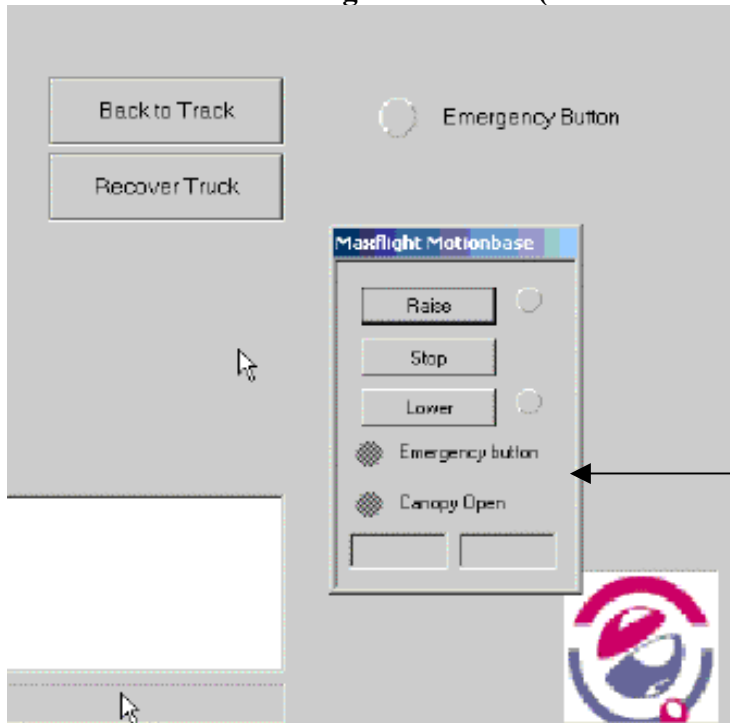 Back to Track
Emergency Button
Recover Truck
Maxflight Motionbase
Raise
Stop
Lower
Emergency button
Canopy Open